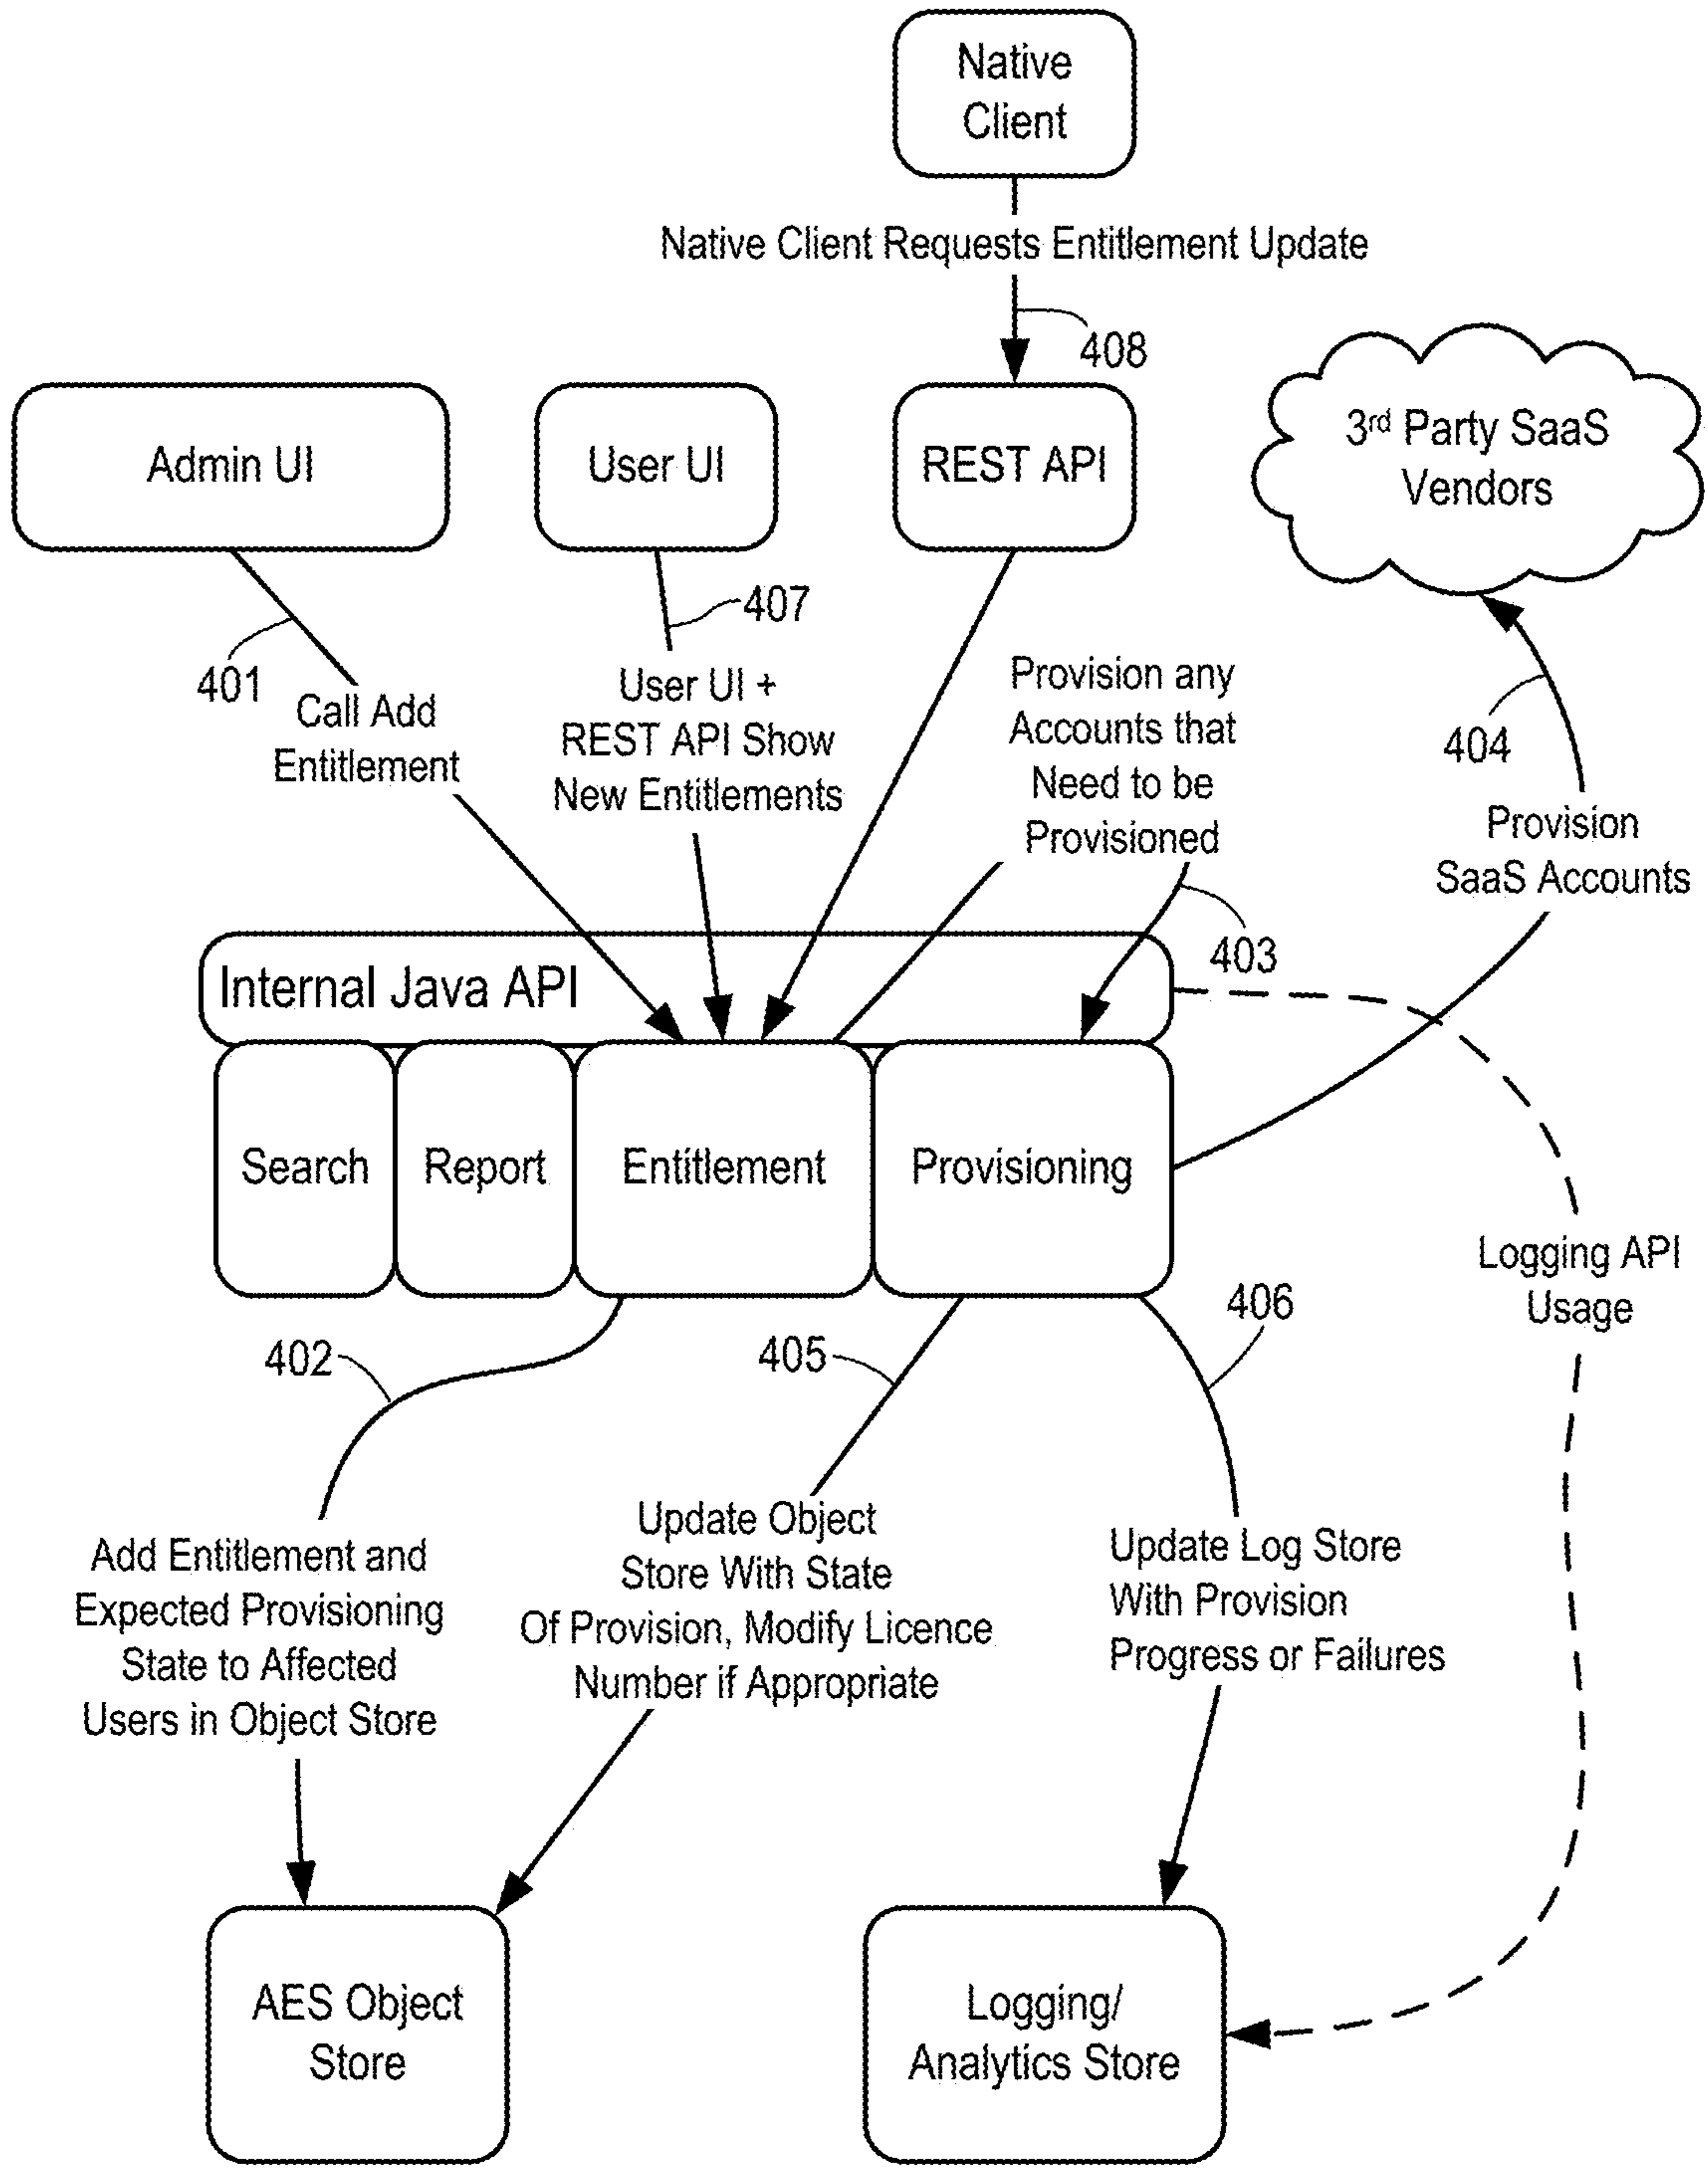 Native
Client
Native Client Requests Entitlement Update
408
Admin UI
User UI
REST API
3rd Party SaaS
Vendors
401
407
Call Add
Entitlement
User UI +
REST API Show
New Entitlements
Provision any
Accounts that
Need to be
Provisioned
403
404
Provision
SaaS Accounts
Internal Java API
Search
Report
Entitlement
Provisioning
Logging API
Usage
402
405
406
Add Entitlement and
Expected Provisioning
State to Affected
Users in Object Store
Update Object
Store With State
Of Provision, Modify Licence
Number if Appropriate
Update Log Store
With Provision
Progress or Failures
AES Object
Store
Logging/
Analytics Store